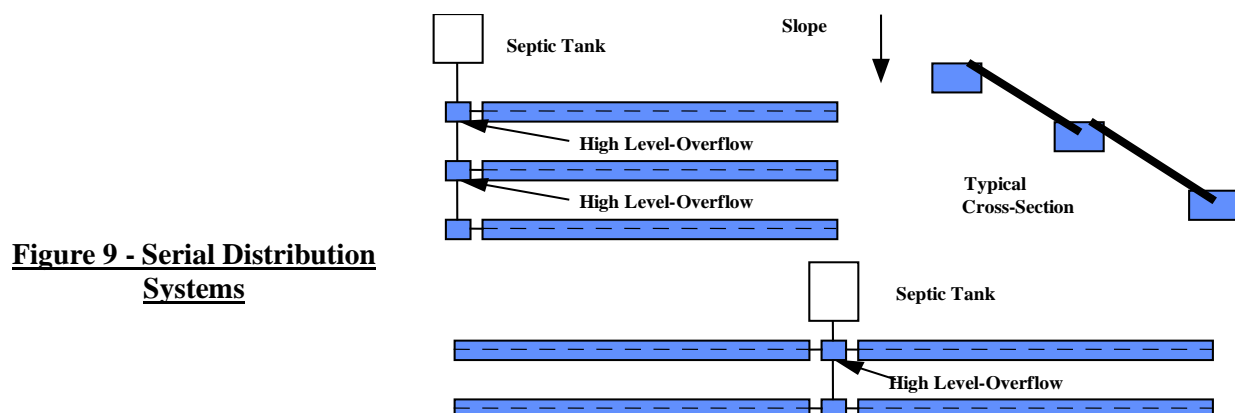 Slope
Septic Tank
High Level-Overflow
High Level-Overflow
Typical
Cross-Section
Figure 9 - Serial Distribution
Systems
Septic Tank
High Level-Overflow